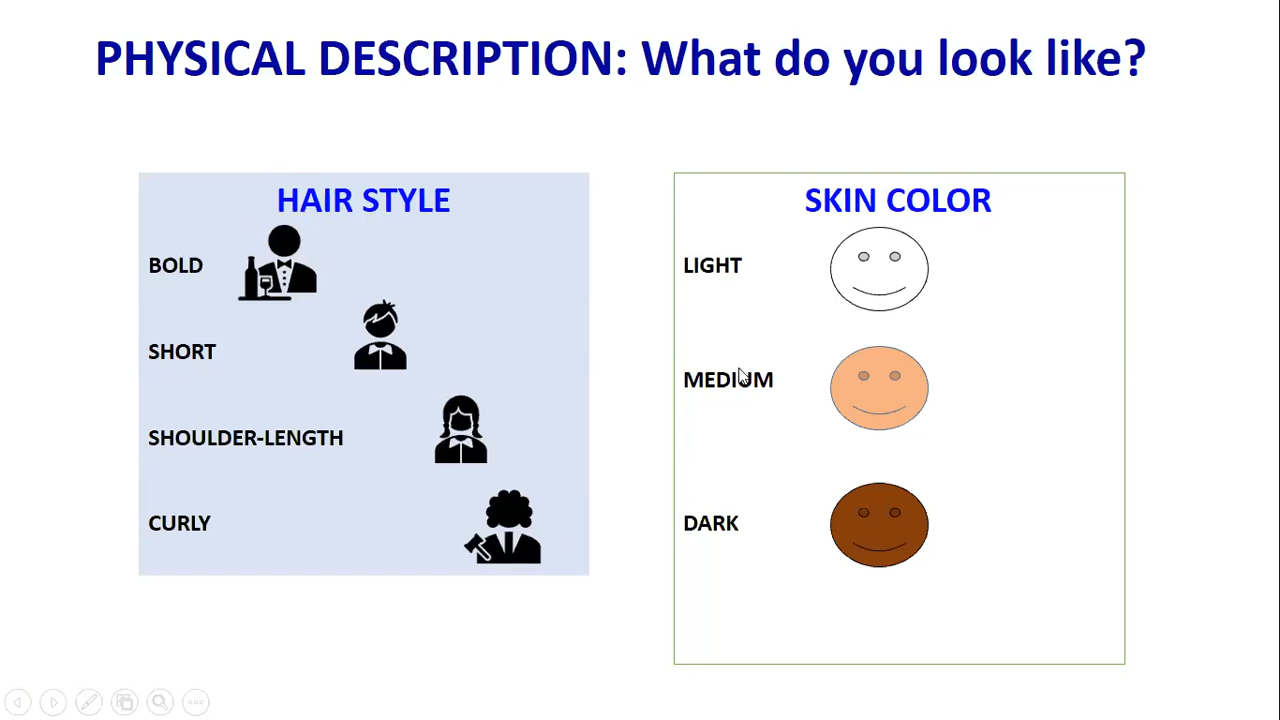 PHYSICAL DESCRIPTION: What do you look like?
HAIR STYLE
BOLD
SHORT
SHOULDER-LENGTH
CURLY
SKIN COLOR
LIGHT
MEDIUM
DARK